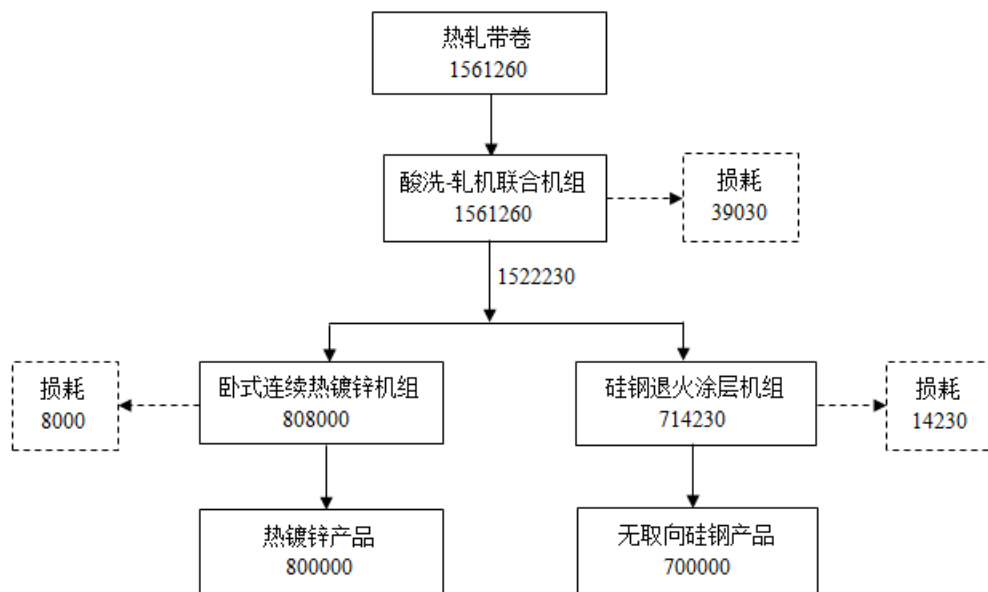 热轧带卷
1561260
酸洗-轧机联合机组
1561260
损耗
39030
1522230
损耗
8000
卧式连续热镀锌机组
808000
硅钢退火涂层机组
714230
损耗
14230
热镀锌产品
800000
无取向硅钢产品
700000